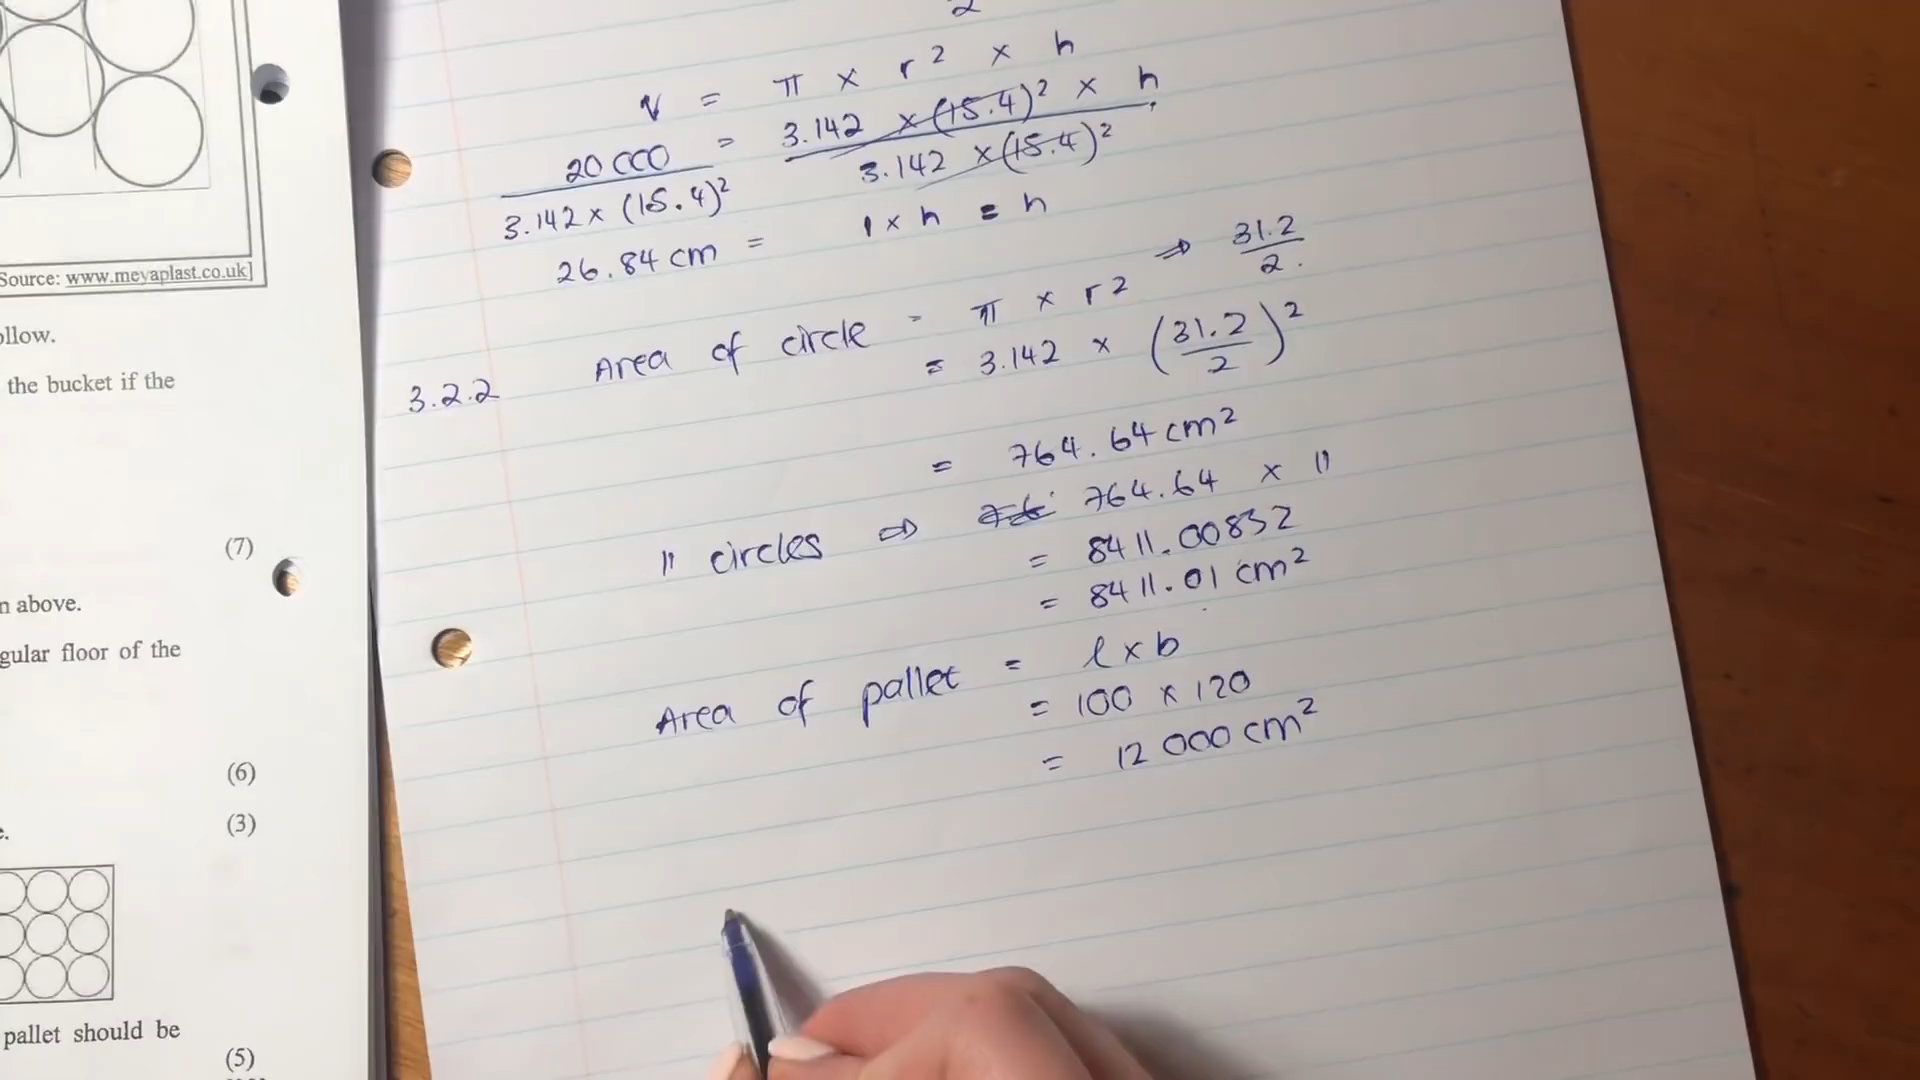 Source: www.meyaplast.co.uk]
ollow.
the bucket if the
(7)
n above.
gular floor of the
(6)
(3)
e.
pallet should be
(5)
2
V = π × r² × h
20 000 = 3.142 × (15.4)² × h
3.142 × (15.4)² 3.142 × (15.4)²
26.84 cm = 1 × h = h
3.2.2 Area of circle = π × r² ⇒ 31.2/2
= 3.142 × (31.2/2)²
= 764.64 cm²
11 circles ⇒ 764.64 × 11
= 8411.00832
= 8411.01 cm²
Area of pallet = l × b
= 100 × 120
= 12 000 cm²